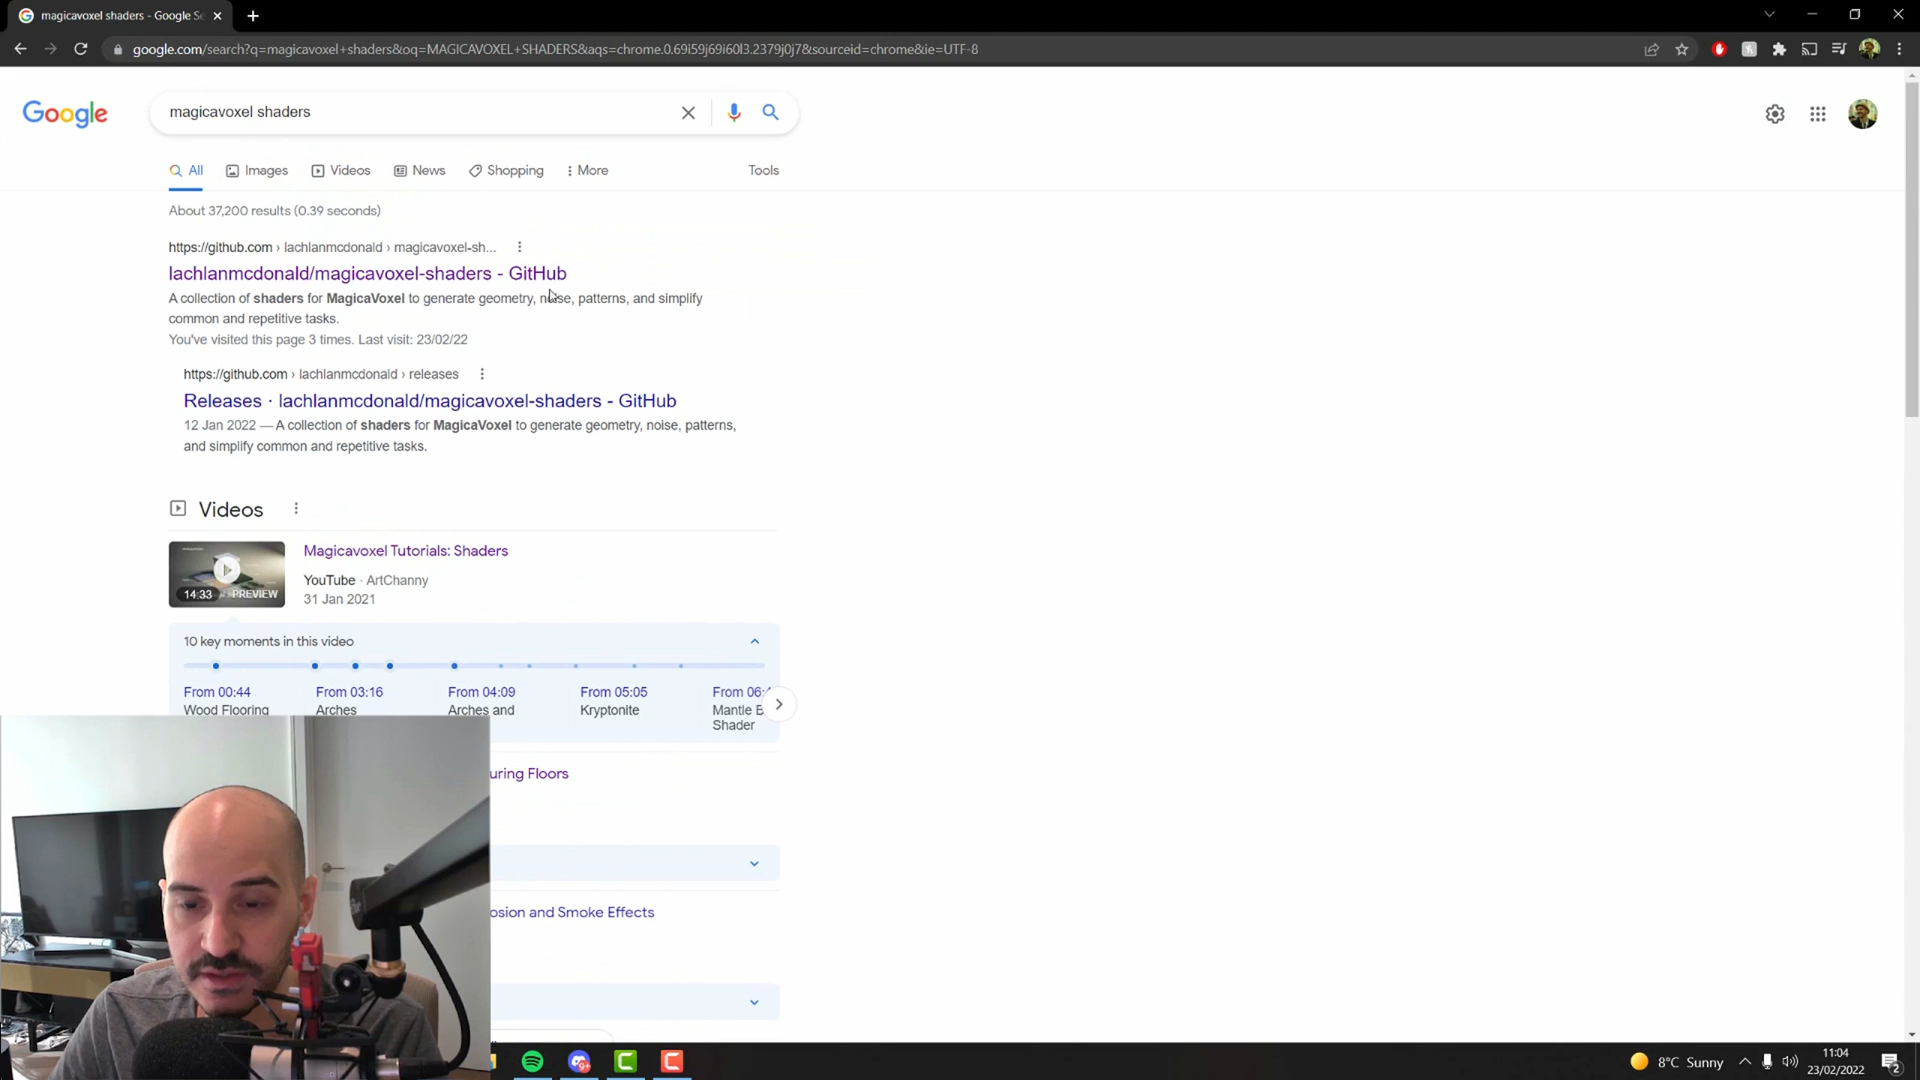 magicavoxel shaders - Google Se
google.com/search?q=magicavoxel+shaders&oq=MAGICAVOXEL+SHADERS&aqs=chrome.0.69i59j69i60l3.2379j0j7&sourceid=chrome&ie=UTF-8
Google
magicavoxel shaders
All
Images
Videos
News
Shopping
More
Tools
About 37,200 results (0.39 seconds)
https://github.com › lachlanmcdonald › magicavoxel-sh...
lachlanmcdonald/magicavoxel-shaders - GitHub
A collection of shaders for MagicaVoxel to generate geometry, noise, patterns, and simplify
common and repetitive tasks.
You've visited this page 3 times. Last visit: 23/02/22
https://github.com › lachlanmcdonald › releases
Releases · lachlanmcdonald/magicavoxel-shaders - GitHub
12 Jan 2022 — A collection of shaders for MagicaVoxel to generate geometry, noise, patterns,
and simplify common and repetitive tasks.
Videos
14:33 PREVIEW
Magicavoxel Tutorials: Shaders
YouTube · ArtChanny
31 Jan 2021
10 key moments in this video
From 00:44
Wood Flooring
From 03:16
Arches
From 04:09
Arches and
From 05:05
Kryptonite
From 06:4
Mantle B
Shader
uring Floors
osion and Smoke Effects
9+
8°C Sunny
11:04
23/02/2022
2